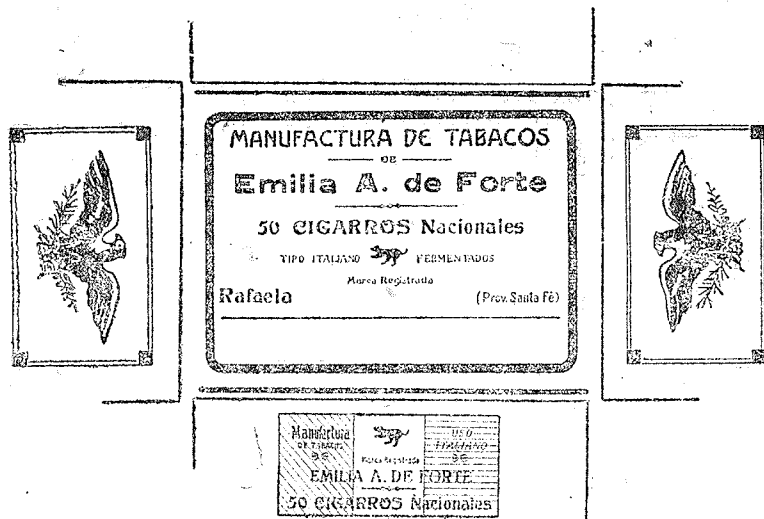 MANUFACTURA DE TABACOS
DE
Emilia A. de Forte
50 CIGARROS Nacionales
TIPO ITALIANO FERMENTADOS
Marca Registrada
Rafaela (Prov. Santa Fé)
Manufactura
DE TABACOS
DE
Marca Registrada
USO
ITALIANO
DE
EMILIA A. DE FORTE
50 CIGARROS Nacionales